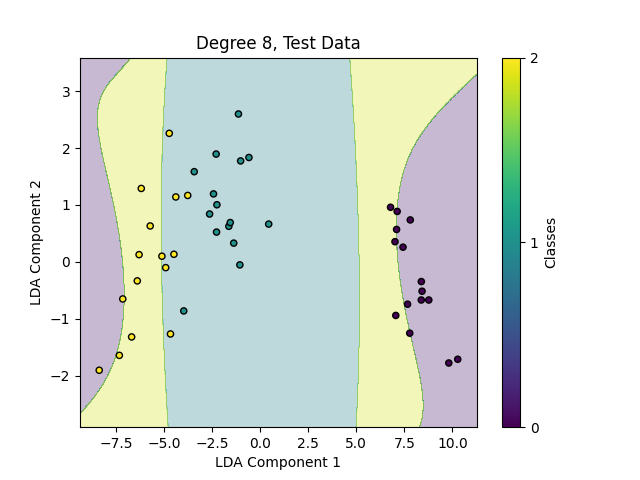 Degree 8, Test Data
3
2
1
0
−1
−2
LDA Component 2
−7.5 −5.0 −2.5 0.0 2.5 5.0 7.5 10.0
LDA Component 1
2
1
0
Classes